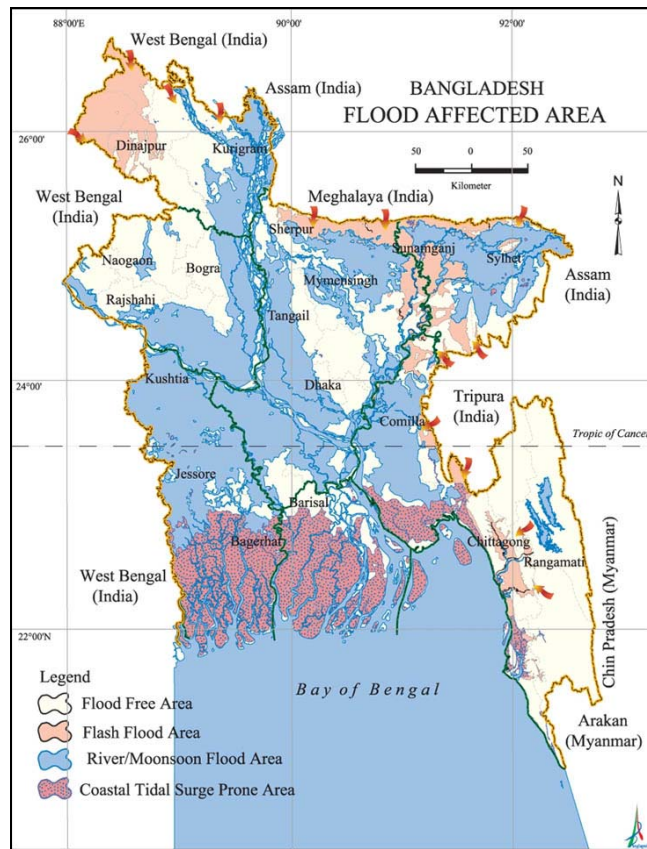 88°00'E
90°00'
92°00'
West Bengal (India)
Assam (India)
BANGLADESH
FLOOD AFFECTED AREA
26°00'
Dinajpur
Kurigram
50
0
50
Kilometer
N
West Bengal
(India)
Meghalaya (India)
Sherpur
Sunamganj
Sylhet
Naogaon
Bogra
Mymensingh
Assam
(India)
Rajshahi
Tangail
24°00'
Kushtia
Dhaka
Tripura
(India)
Comilla
Tropic of Cancer
Jessore
Barisal
Bagerhat
Chittagong
Rangamati
West Bengal
(India)
Chin Pradesh (Myanmar)
22°00'N
Legend
Bay of Bengal
Flood Free Area
Flash Flood Area
River/Moonsoon Flood Area
Coastal Tidal Surge Prone Area
Arakan
(Myanmar)